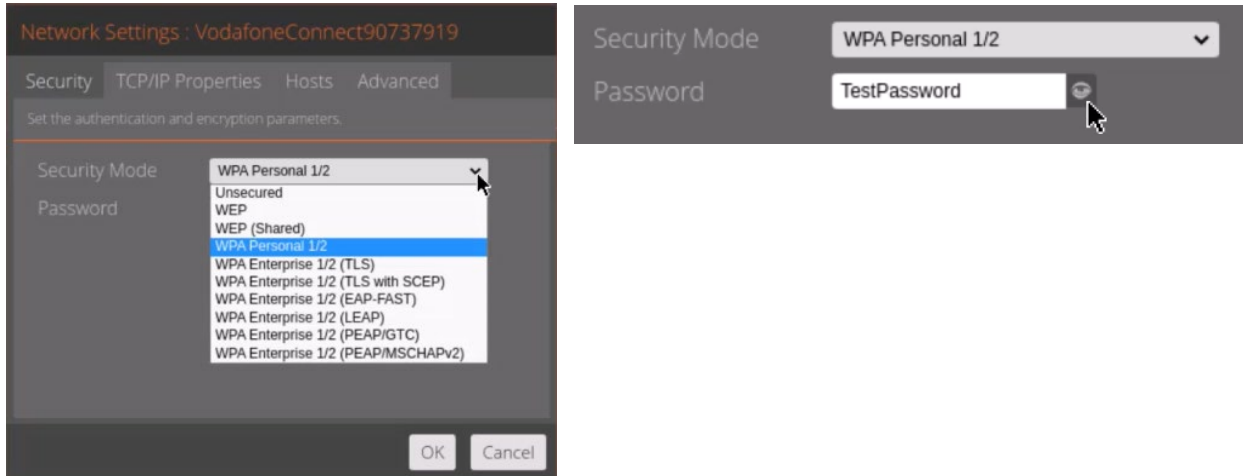 Network Settings : VodafoneConnect90737919
Security TCP/IP Properties Hosts Advanced
Set the authentication and encryption parameters.
Security Mode WPA Personal 1/2
Password
Unsecured
WEP
WEP (Shared)
WPA Personal 1/2
WPA Enterprise 1/2 (TLS)
WPA Enterprise 1/2 (TLS with SCEP)
WPA Enterprise 1/2 (EAP-FAST)
WPA Enterprise 1/2 (LEAP)
WPA Enterprise 1/2 (PEAP/GTC)
WPA Enterprise 1/2 (PEAP/MSCHAPv2)
OK Cancel
Security Mode WPA Personal 1/2
Password TestPassword